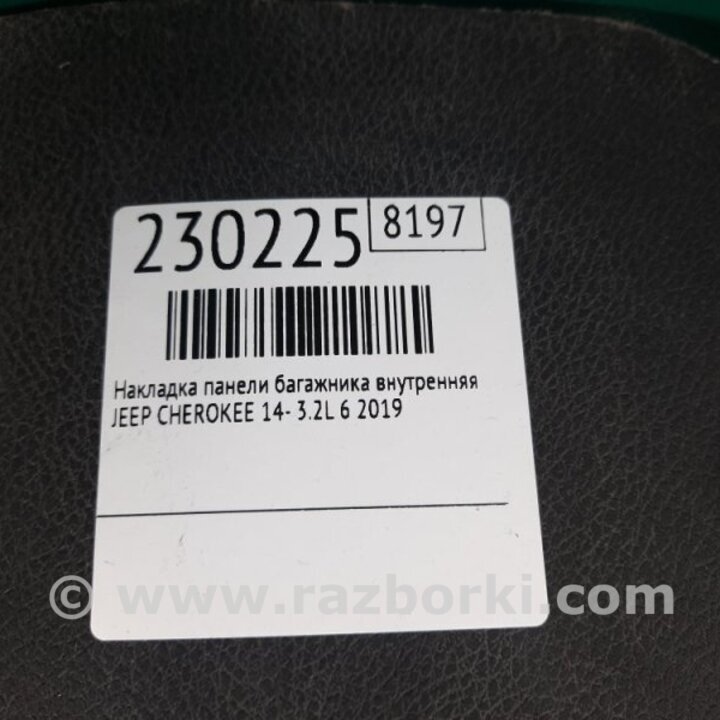 230225 8197
Накладка панели багажника внутренняя
JEEP CHEROKEE 14- 3.2L 6 2019
© www.razborki.com